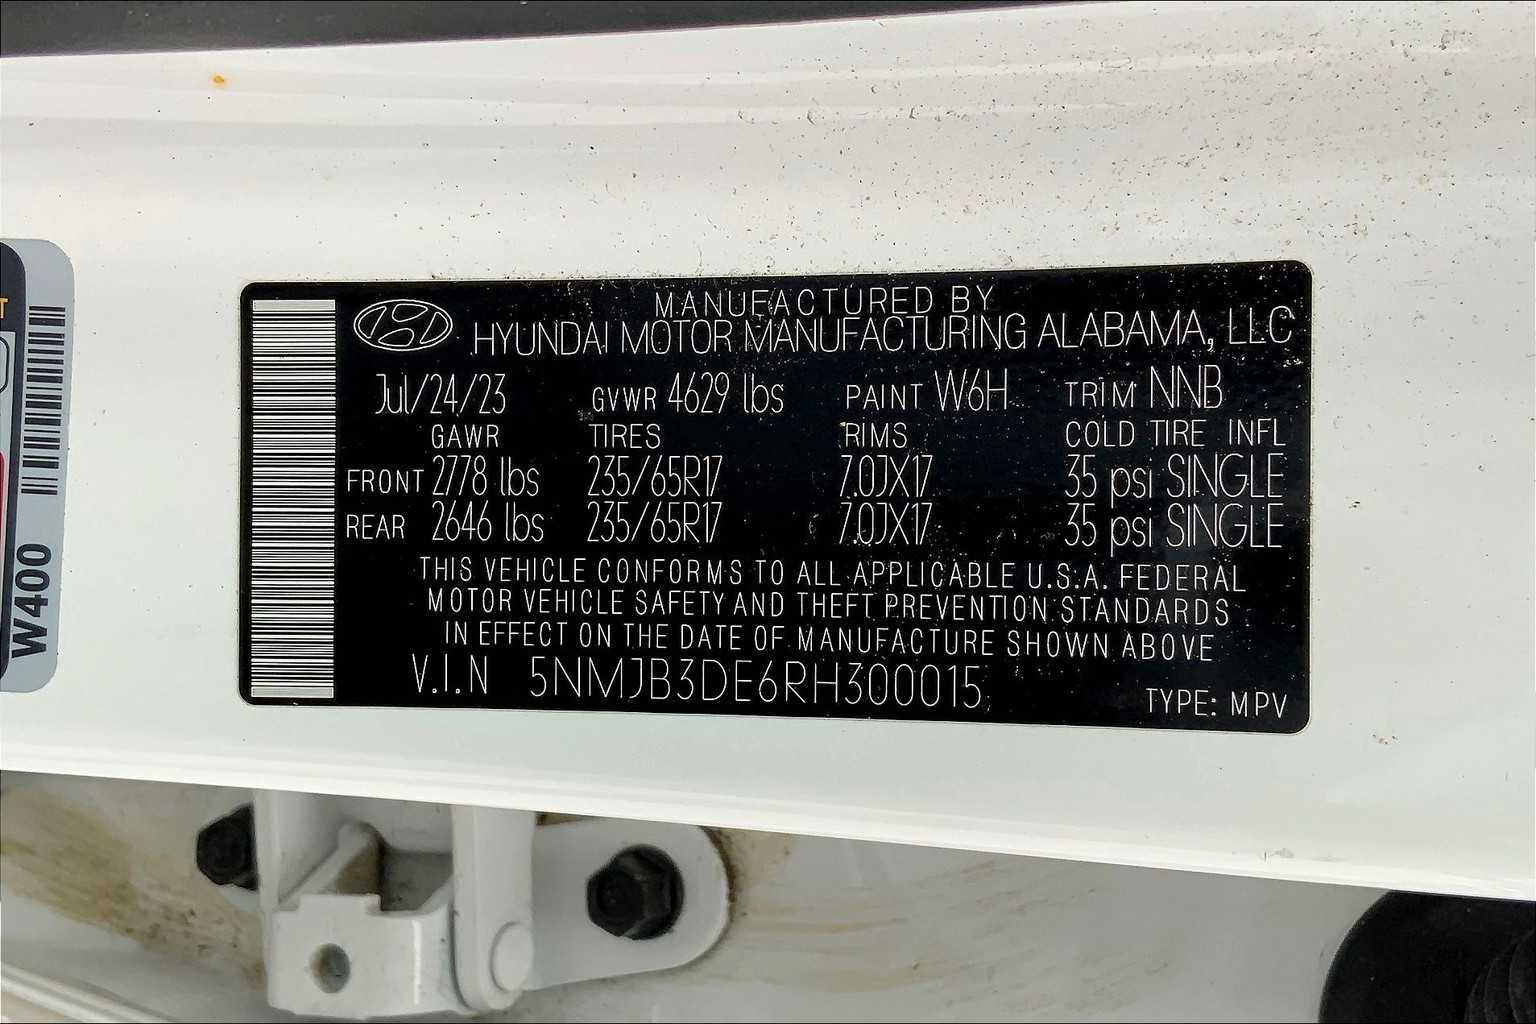 MANUFACTURED BY
HYUNDAI MOTOR MANUFACTURING ALABAMA, LLC
Jul/24/23 GVWR 4629 lbs PAINT W6H TRIM NNB
GAWR TIRES RIMS COLD TIRE INFL
FRONT 2778 lbs 235/65R17 7.0JX17 35 psi SINGLE
REAR 2646 lbs 235/65R17 7.0JX17 35 psi SINGLE
THIS VEHICLE CONFORMS TO ALL APPLICABLE U.S.A. FEDERAL
MOTOR VEHICLE SAFETY AND THEFT PREVENTION STANDARDS
IN EFFECT ON THE DATE OF MANUFACTURE SHOWN ABOVE
V.I.N 5NMJB3DE6RH300015
TYPE: MPV
W400